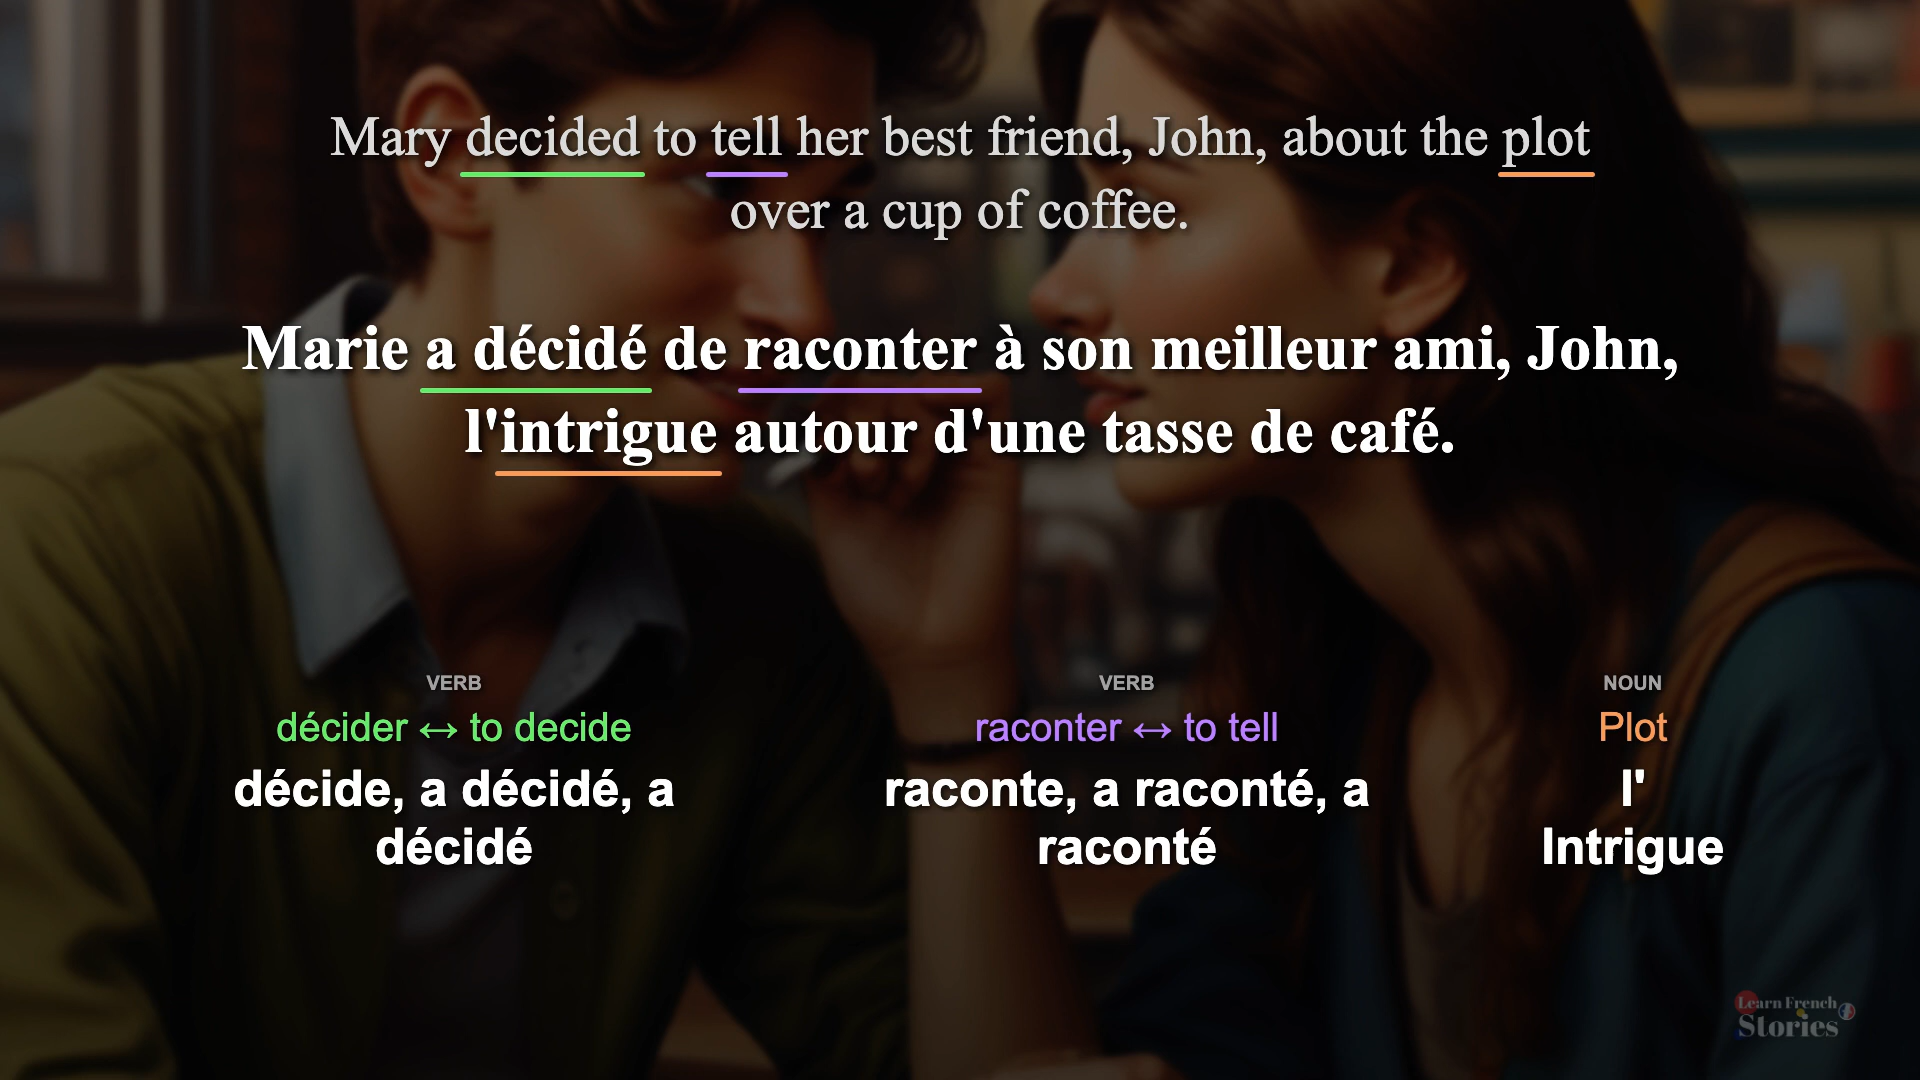 Mary decided to tell her best friend, John, about the plot
over a cup of coffee.
Marie a décidé de raconter à son meilleur ami, John,
l'intrigue autour d'une tasse de café.
VERB
décider ↔ to decide
décide, a décidé, a
décidé
VERB
raconter ↔ to tell
raconte, a raconté, a
raconté
NOUN
Plot
l'
Intrigue
Learn French
Stories